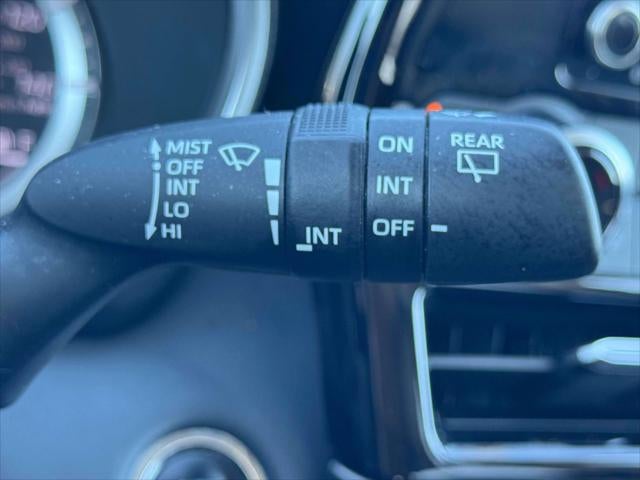 MIST
OFF
INT
LO
HI
INT
ON
INT
OFF
REAR